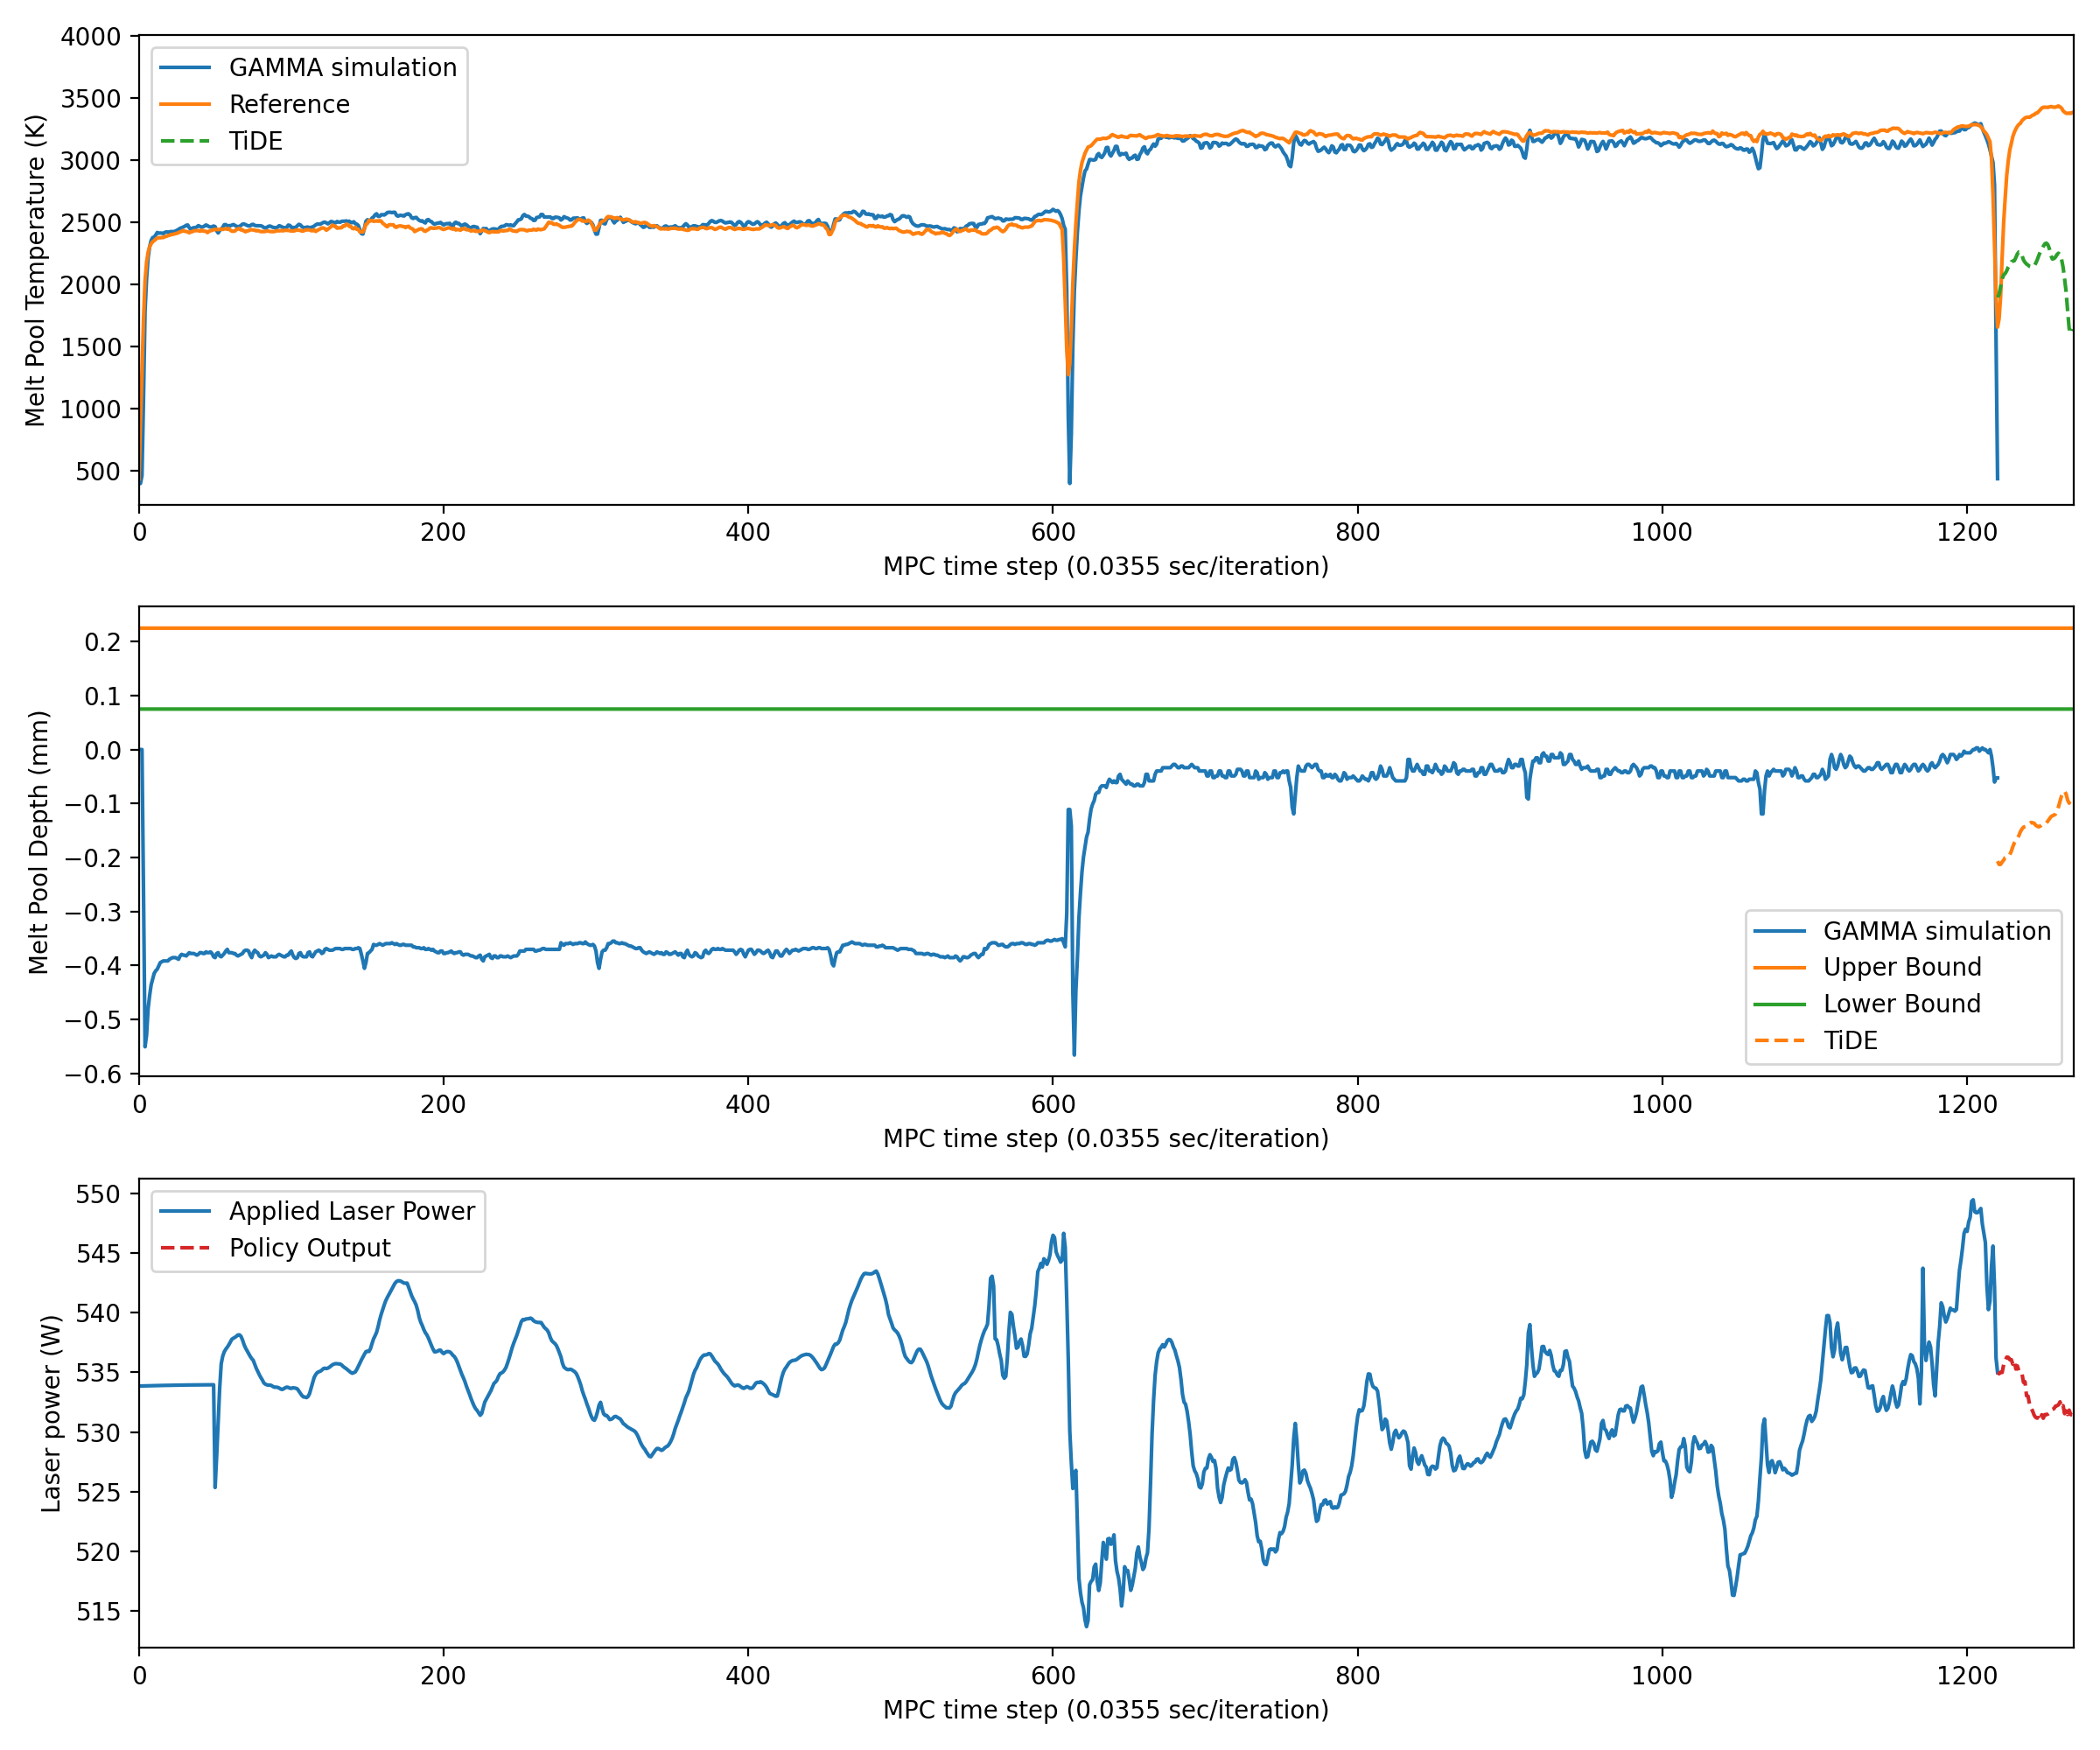 4000
3500
3000
2500
2000
1500
1000
500
Melt Pool Temperature (K)
GAMMA simulation
Reference
TiDE
0 200 400 600 800 1000 1200
MPC time step (0.0355 sec/iteration)
0.2
0.1
0.0
−0.1
−0.2
−0.3
−0.4
−0.5
−0.6
Melt Pool Depth (mm)
GAMMA simulation
Upper Bound
Lower Bound
TiDE
0 200 400 600 800 1000 1200
MPC time step (0.0355 sec/iteration)
550
545
540
535
530
525
520
515
Laser power (W)
Applied Laser Power
Policy Output
0 200 400 600 800 1000 1200
MPC time step (0.0355 sec/iteration)